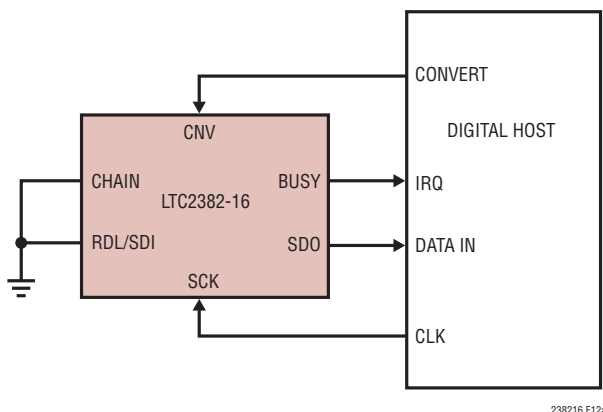 CONVERT
CNV
DIGITAL HOST
CHAIN
BUSY
IRQ
LTC2382-16
RDL/SDI
SDO
DATA IN
SCK
CLK